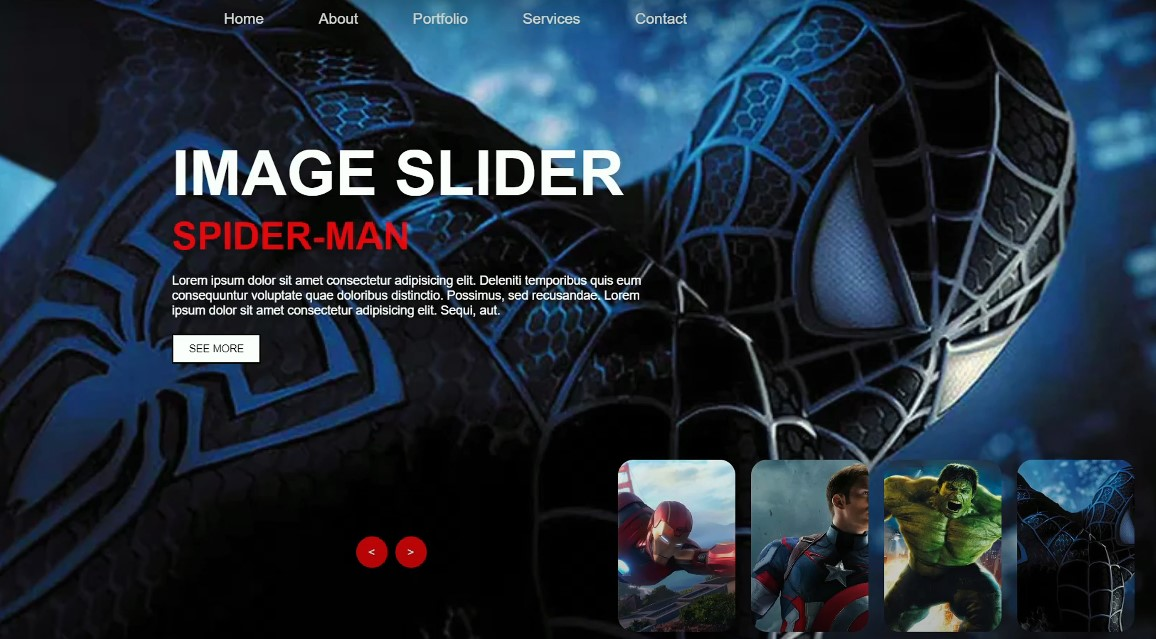 Home About Portfolio Services Contact
IMAGE SLIDER
SPIDER-MAN
Lorem ipsum dolor sit amet consectetur adipisicing elit. Deleniti temporibus quis eum
consequuntur voluptate quae doloribus distinctio. Possimus, sed recusandae. Lorem
ipsum dolor sit amet consectetur adipisicing elit. Sequi, aut.
SEE MORE
< >